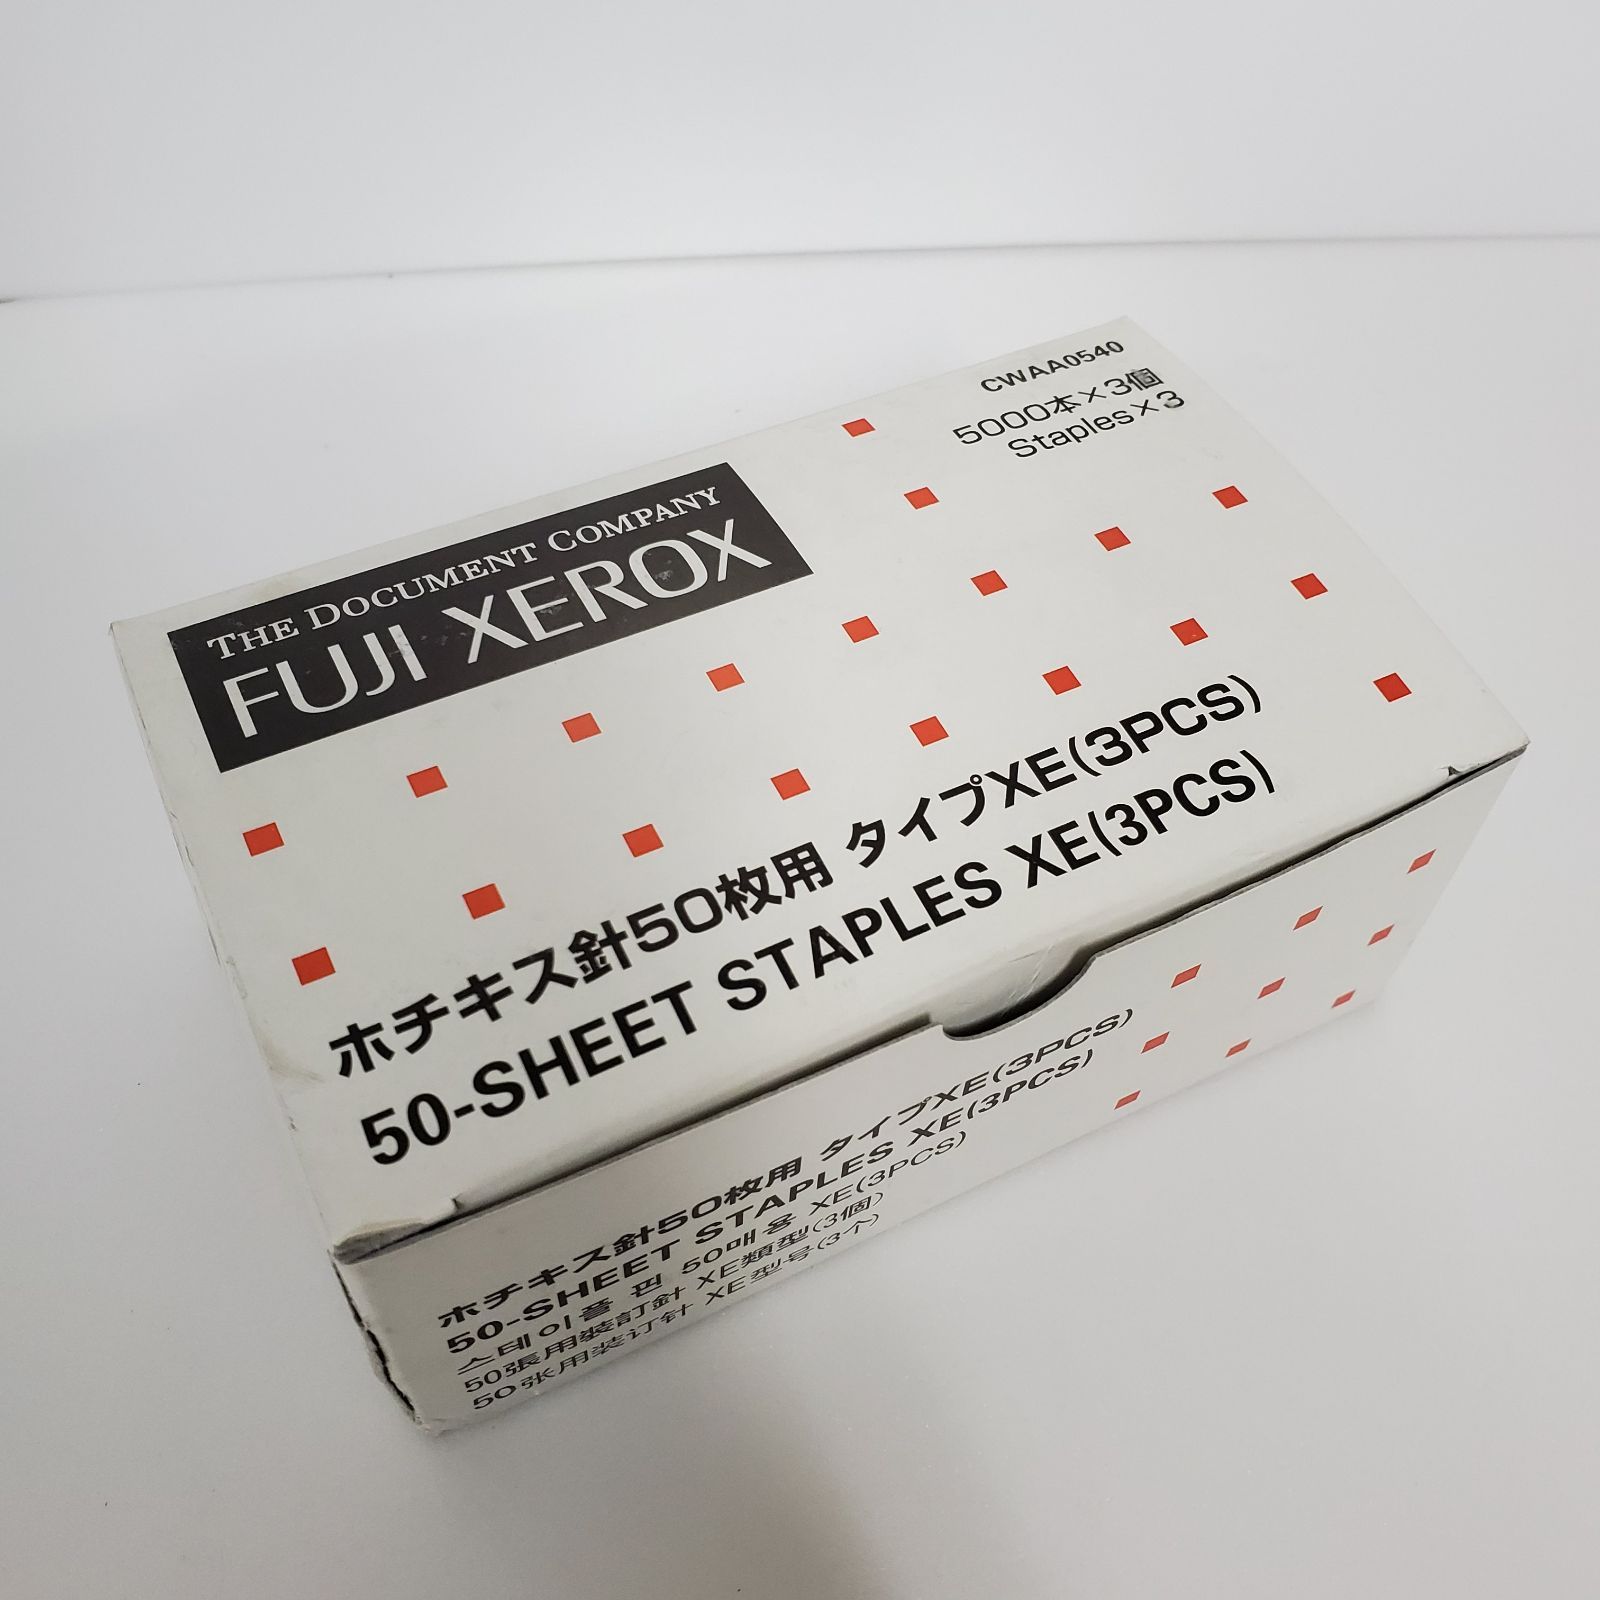 CWAA0540
5000本×3個
Staples×3
THE DOCUMENT COMPANY
FUJI XEROX
ホチキス針50枚用 タイプXE(3PCS)
50-SHEET STAPLES XE(3PCS)
ホチキス針50枚用 タイプXE(3PCS)
50-SHEET STAPLES XE(3PCS)
스테이플 핀 50매용 XE(3PCS)
50張用裝訂針 XE類型(3個)
50张用装订针 XE型号(3个)